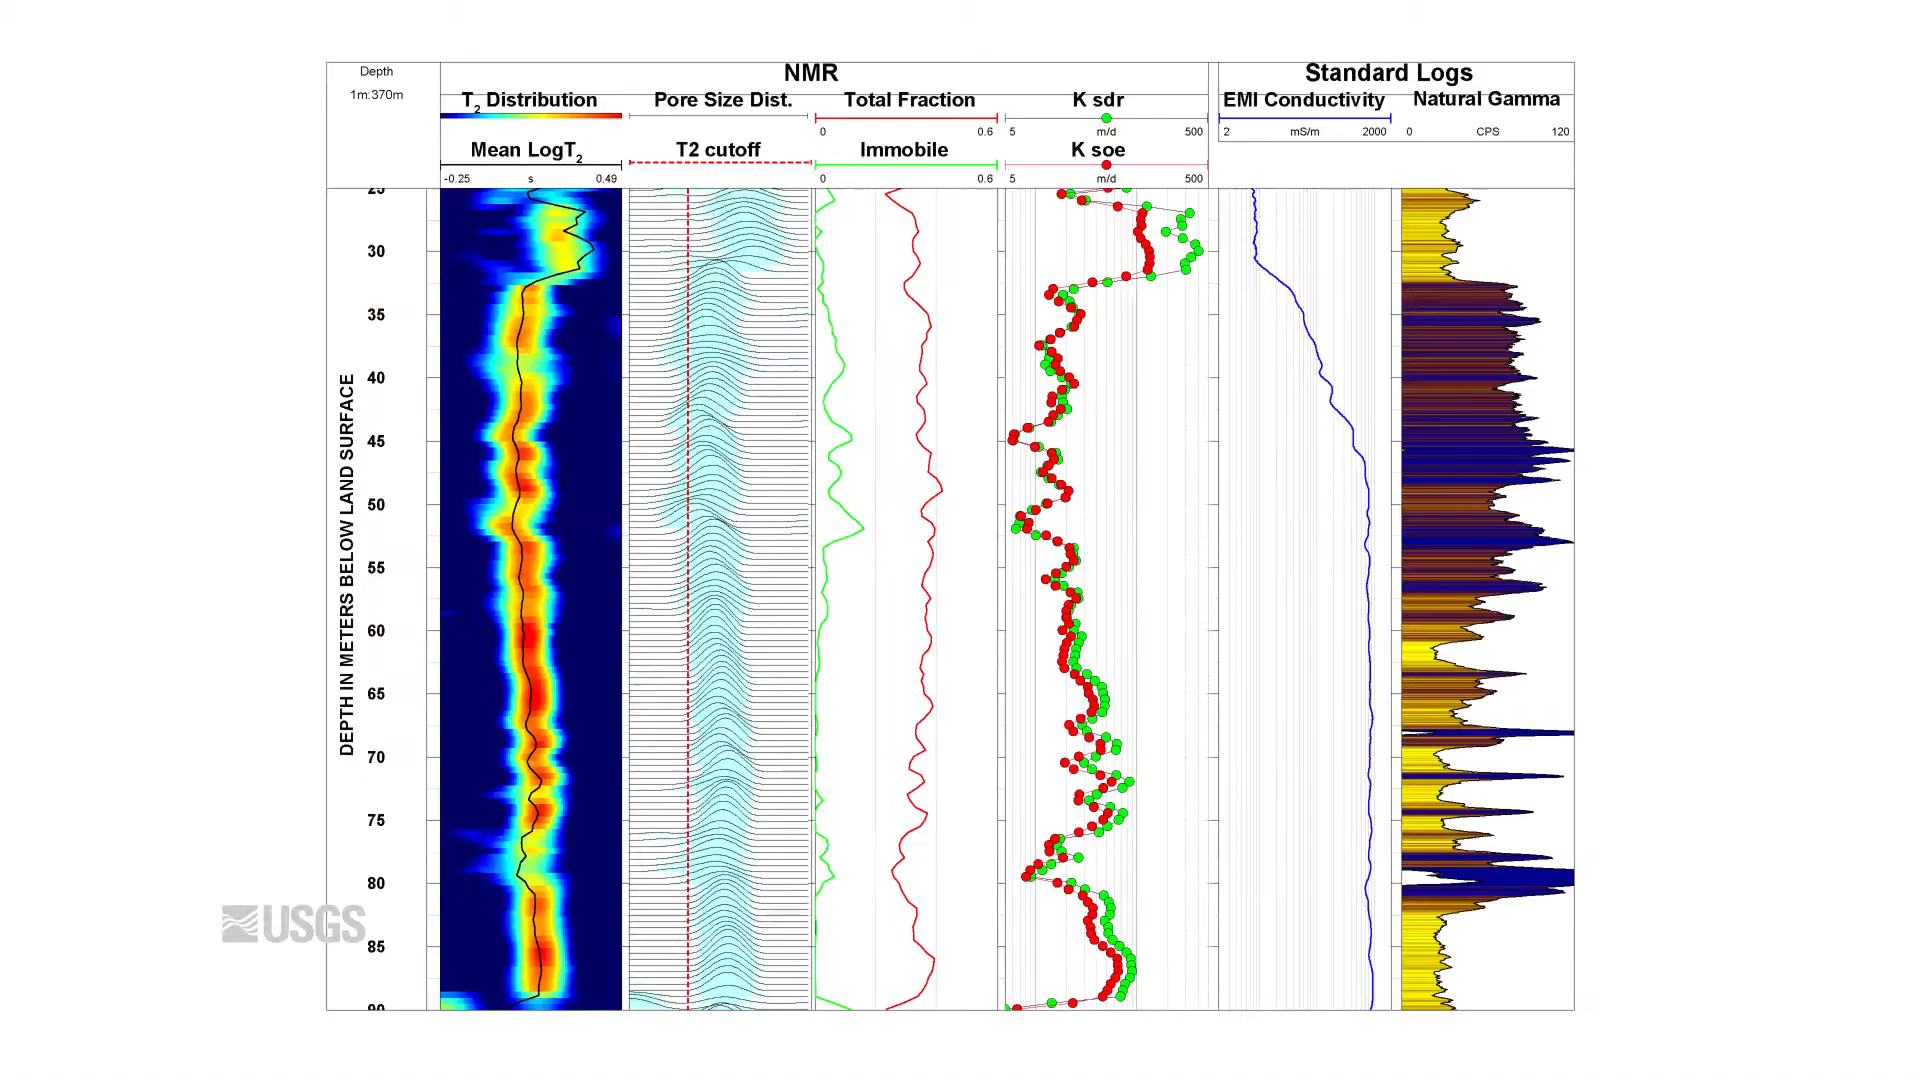 Depth
1m:370m
NMR
Standard Logs
T2 Distribution
Pore Size Dist.
Total Fraction
K sdr
EMI Conductivity
Natural Gamma
0 0.6
5 m/d 500
2 mS/m 2000
0 CPS 120
Mean LogT2
T2 cutoff
Immobile
K soe
-0.25 s 0.49
0 0.6
5 m/d 500
DEPTH IN METERS BELOW LAND SURFACE
25
30
35
40
45
50
55
60
65
70
75
80
85
90
USGS